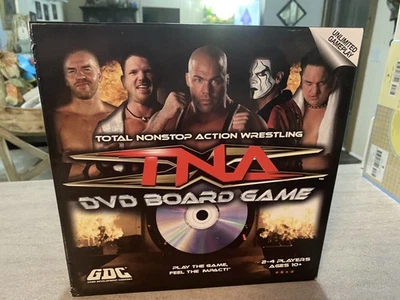 UNLIMITED
GAMEPLAY
TOTAL NONSTOP ACTION WRESTLING
TNA
DVD BOARD GAME
GDC
PLAY THE GAME,
FEEL THE IMPACT!
2-4 PLAYERS
AGES 10+